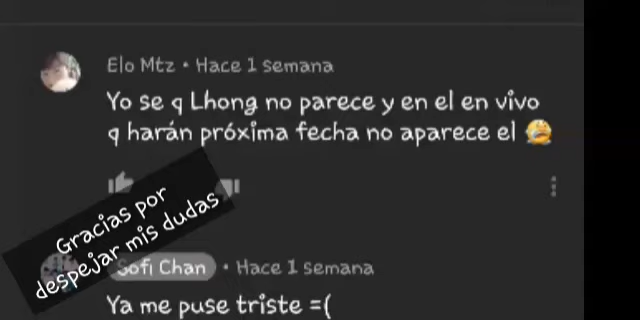 Elo Mtz • Hace 1 semana
Yo se q Lhong no parece y en el en vivo
q harán próxima fecha no aparece el 😭
Gracias por
despejar mis dudas
Sofi Chan • Hace 1 semana
Ya me puse triste =(